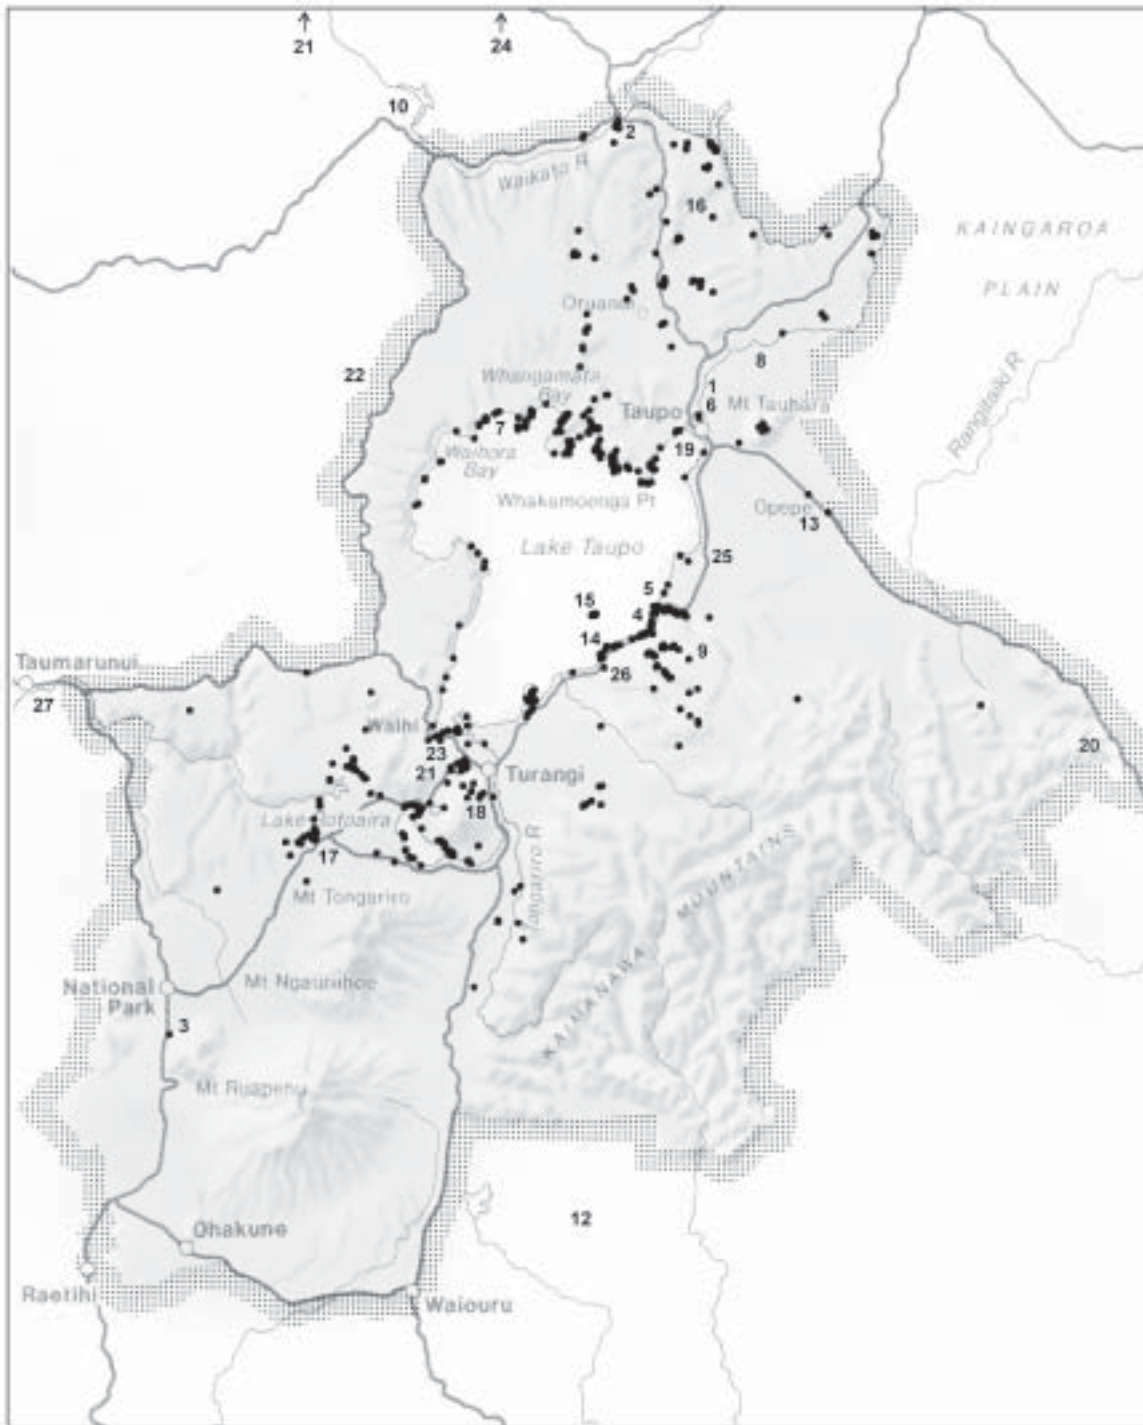 21
24
10
2
Waikato R
16
KAINGAROA
PLAIN
Oruanui
8
22
Whangamata
Bay
1
6
Mt Tauhara
Taupo
7
19
Waihora
Bay
Rangitaiki R
Whakamoenga Pt
Opepe
13
Lake Taupo
25
5
15
4
14
9
26
Taumarunui
27
Waihi
23
20
21
Turangi
18
Lake Rotoaira
17
Tongariro R
Mt Tongariro
KAIMANAWA MOUNTAINS
National
Park
Mt Ngauruhoe
3
Mt Ruapehu
12
Ohakune
Raetihi
Waiouru